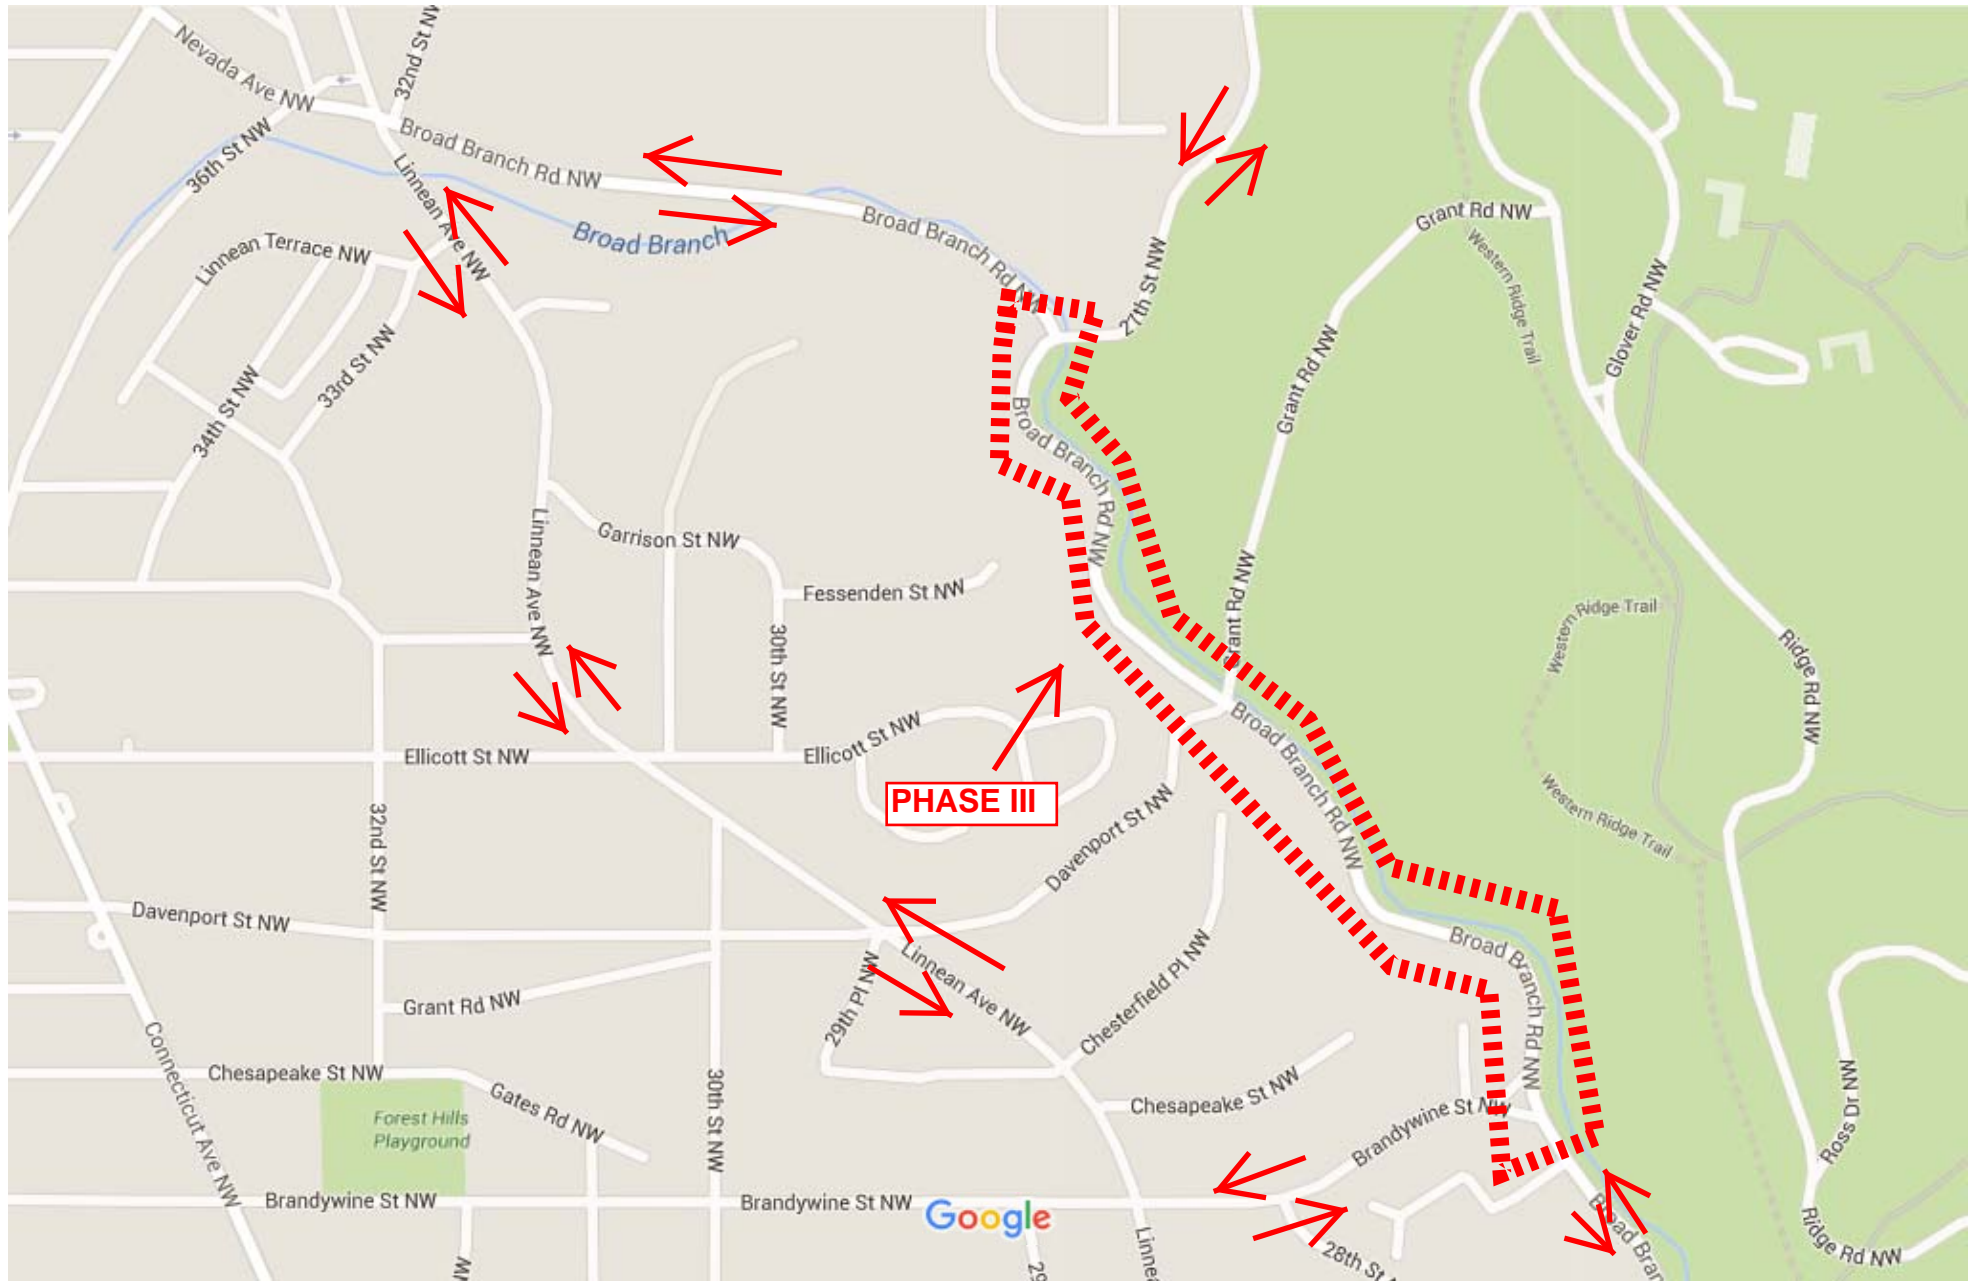 32nd St NW
Nevada Ave NW
Broad Branch Rd NW
36th St NW
Linnean Ave NW
Broad Branch
Broad Branch Rd NW
27th St NW
Grant Rd NW
Western Ridge Trail
Glover Rd NW
Linnean Terrace NW
33rd St NW
34th St NW
Grant Rd NW
Broad Branch Rd NW
Linnean Ave NW
Garrison St NW
Fessenden St NW
30th St NW
Grant Rd NW
Western Ridge Trail
Ridge Rd NW
Ellicott St NW
Ellicott St NW
PHASE III
Broad Branch Rd NW
Western Ridge Trail
32nd St NW
Davenport St NW
Davenport St NW
Linnean Ave NW
29th Pl NW
Chesterfield Pl NW
Broad Branch Rd NW
Grant Rd NW
Connecticut Ave NW
Chesapeake St NW
Gates Rd NW
30th St NW
Forest Hills
Playground
Chesapeake St NW
Brandywine St NW
Ross Dr NW
Brandywine St NW
Brandywine St NW
Google
28th St
Broad Bran
Ridge Rd NW
Linnea
29